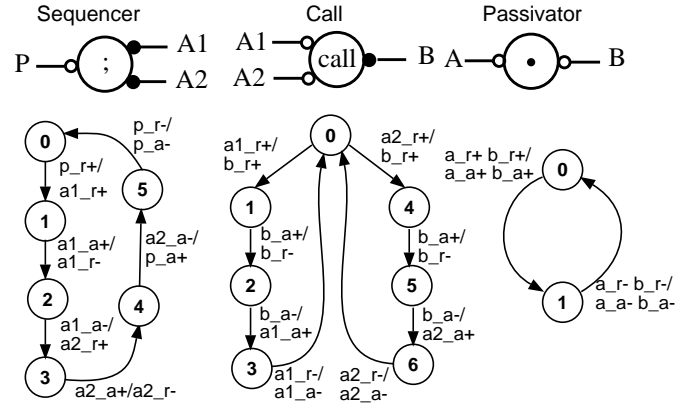 Sequencer
P
;
A1
A2
Call
A1
A2
call
B
Passivator
A
B
0
p_r+/
a1_r+
1
a1_a+/
a1_r-
2
a1_a-/
a2_r+
3
a2_a+/a2_r-
4
a2_a-/
p_a+
5
p_r-/
p_a-
0
a1_r+/
b_r+
1
b_a+/
b_r-
2
b_a-/
a1_a+
3
a1_r-/
a1_a-
a2_r+/
b_r+
4
b_a+/
b_r-
5
b_a-/
a2_a+
6
a2_r-/
a2_a-
a_r+ b_r+/
a_a+ b_a+
0
1
a_r- b_r-/
a_a- b_a-